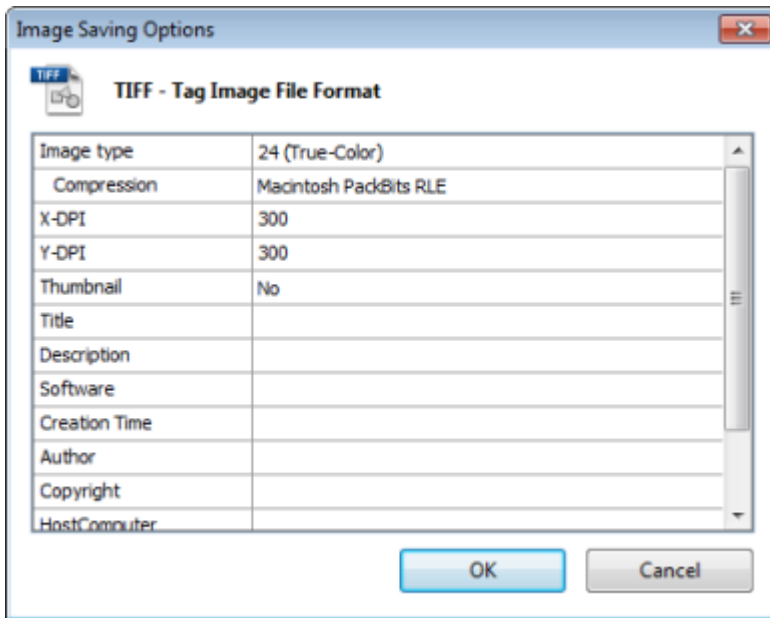 Image Saving Options
TIFF
TIFF - Tag Image File Format
Image type 24 (True-Color)
Compression Macintosh PackBits RLE
X-DPI 300
Y-DPI 300
Thumbnail No
Title
Description
Software
Creation Time
Author
Copyright
HostComputer
OK Cancel